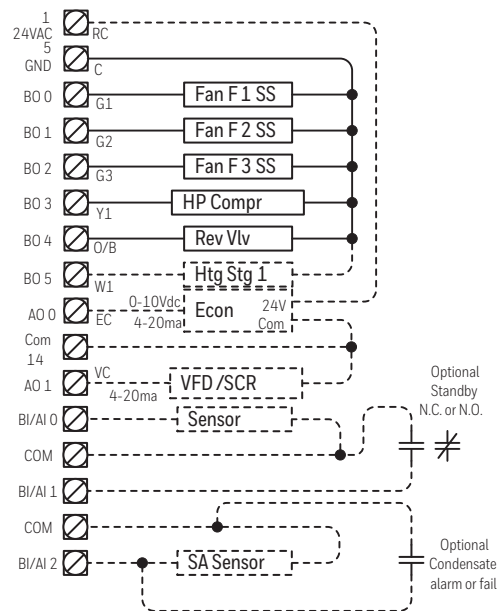 1
24VAC
RC
5
GND
C
BO 0
G1
Fan F 1 SS
BO 1
G2
Fan F 2 SS
BO 2
G3
Fan F 3 SS
BO 3
Y1
HP Compr
BO 4
O/B
Rev Vlv
BO 5
W1
Htg Stg 1
AO 0
EC
0-10Vdc
4-20ma
Econ
24V
Com
Com
14
AO 1
VC
4-20ma
VFD /SCR
BI/AI 0
Sensor
Optional
Standby
N.C. or N.O.
COM
BI/AI 1
COM
BI/AI 2
SA Sensor
Optional
Condensate
alarm or fail